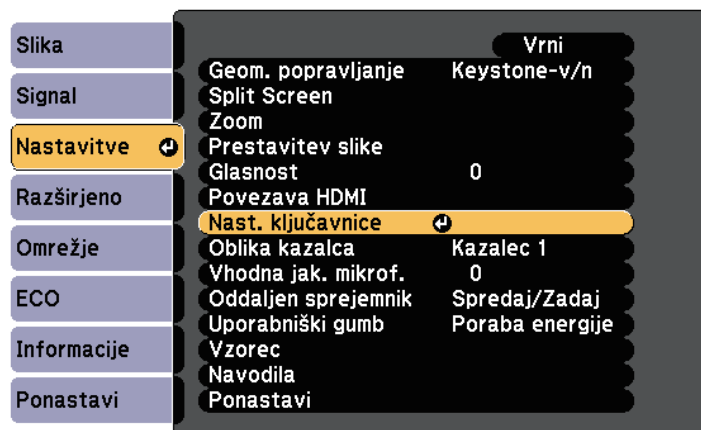 Slika
Signal
Nastavitve
Razširjeno
Omrežje
ECO
Informacije
Ponastavi
Vrni
Geom. popravljanje Keystone-v/n
Split Screen
Zoom
Prestavitev slike
Glasnost 0
Povezava HDMI
Nast. ključavnice
Oblika kazalca Kazalec 1
Vhodna jak. mikrof. 0
Oddaljen sprejemnik Spredaj/Zadaj
Uporabniški gumb Poraba energije
Vzorec
Navodila
Ponastavi